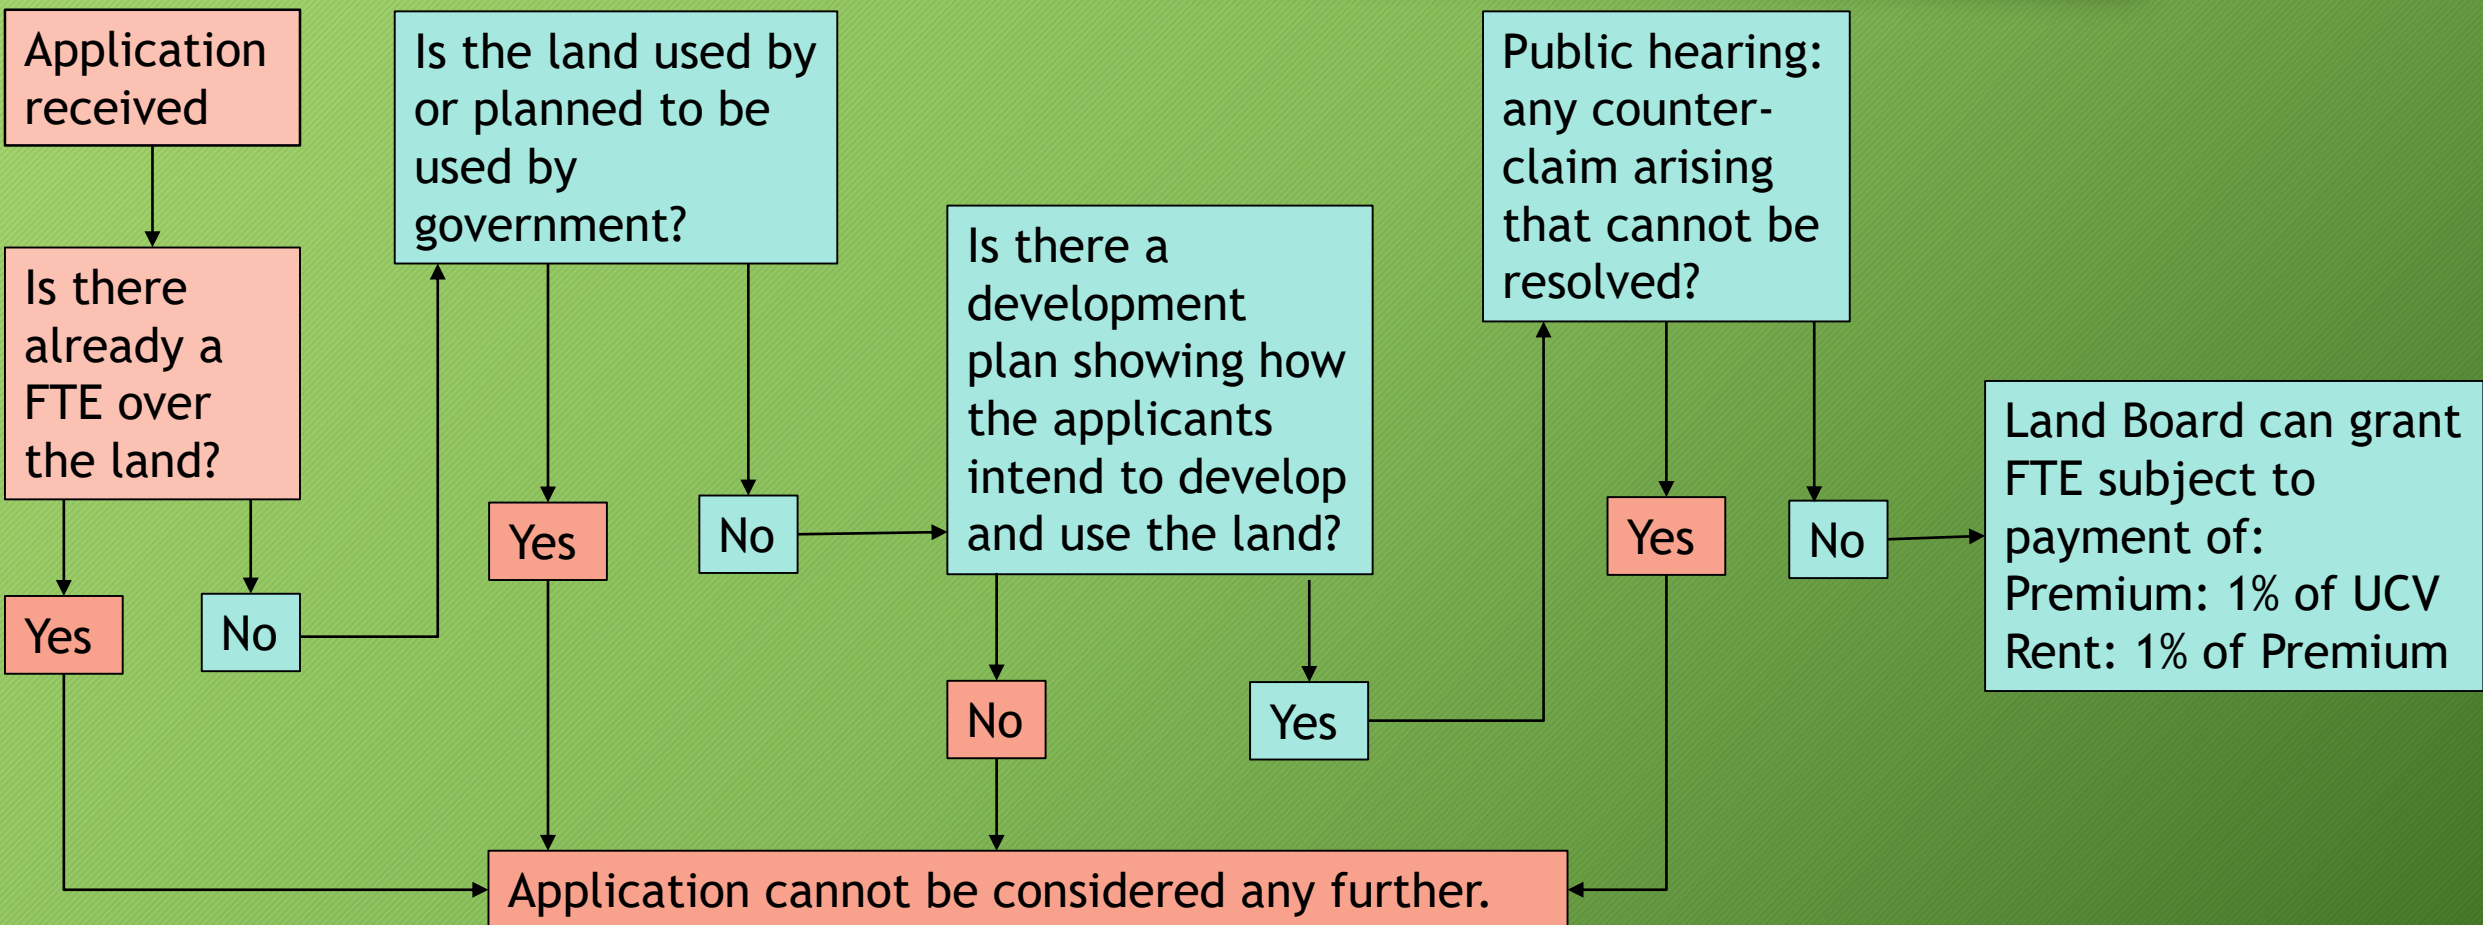 Application
received
Is there
already a
FTE over
the land?
Yes
No
Is the land used by
or planned to be
used by
government?
Yes
No
Is there a
development
plan showing how
the applicants
intend to develop
and use the land?
No
Yes
Public hearing:
any counter-
claim arising
that cannot be
resolved?
Yes
No
Land Board can grant
FTE subject to
payment of:
Premium: 1% of UCV
Rent: 1% of Premium
Application cannot be considered any further.